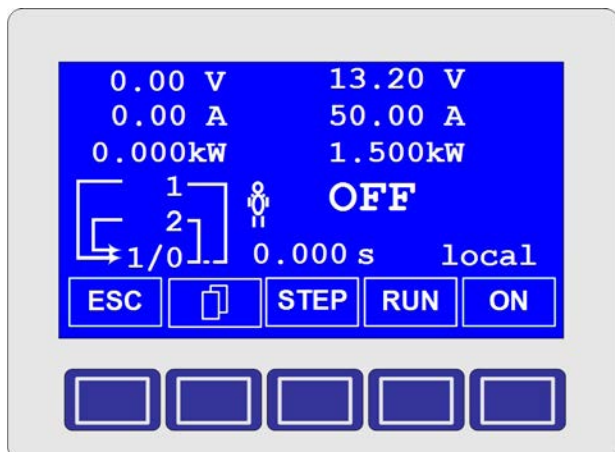 0.00 V 13.20 V
0.00 A 50.00 A
0.000kW 1.500kW
1 OFF
2
1/0 0.000 s local
ESC STEP RUN ON